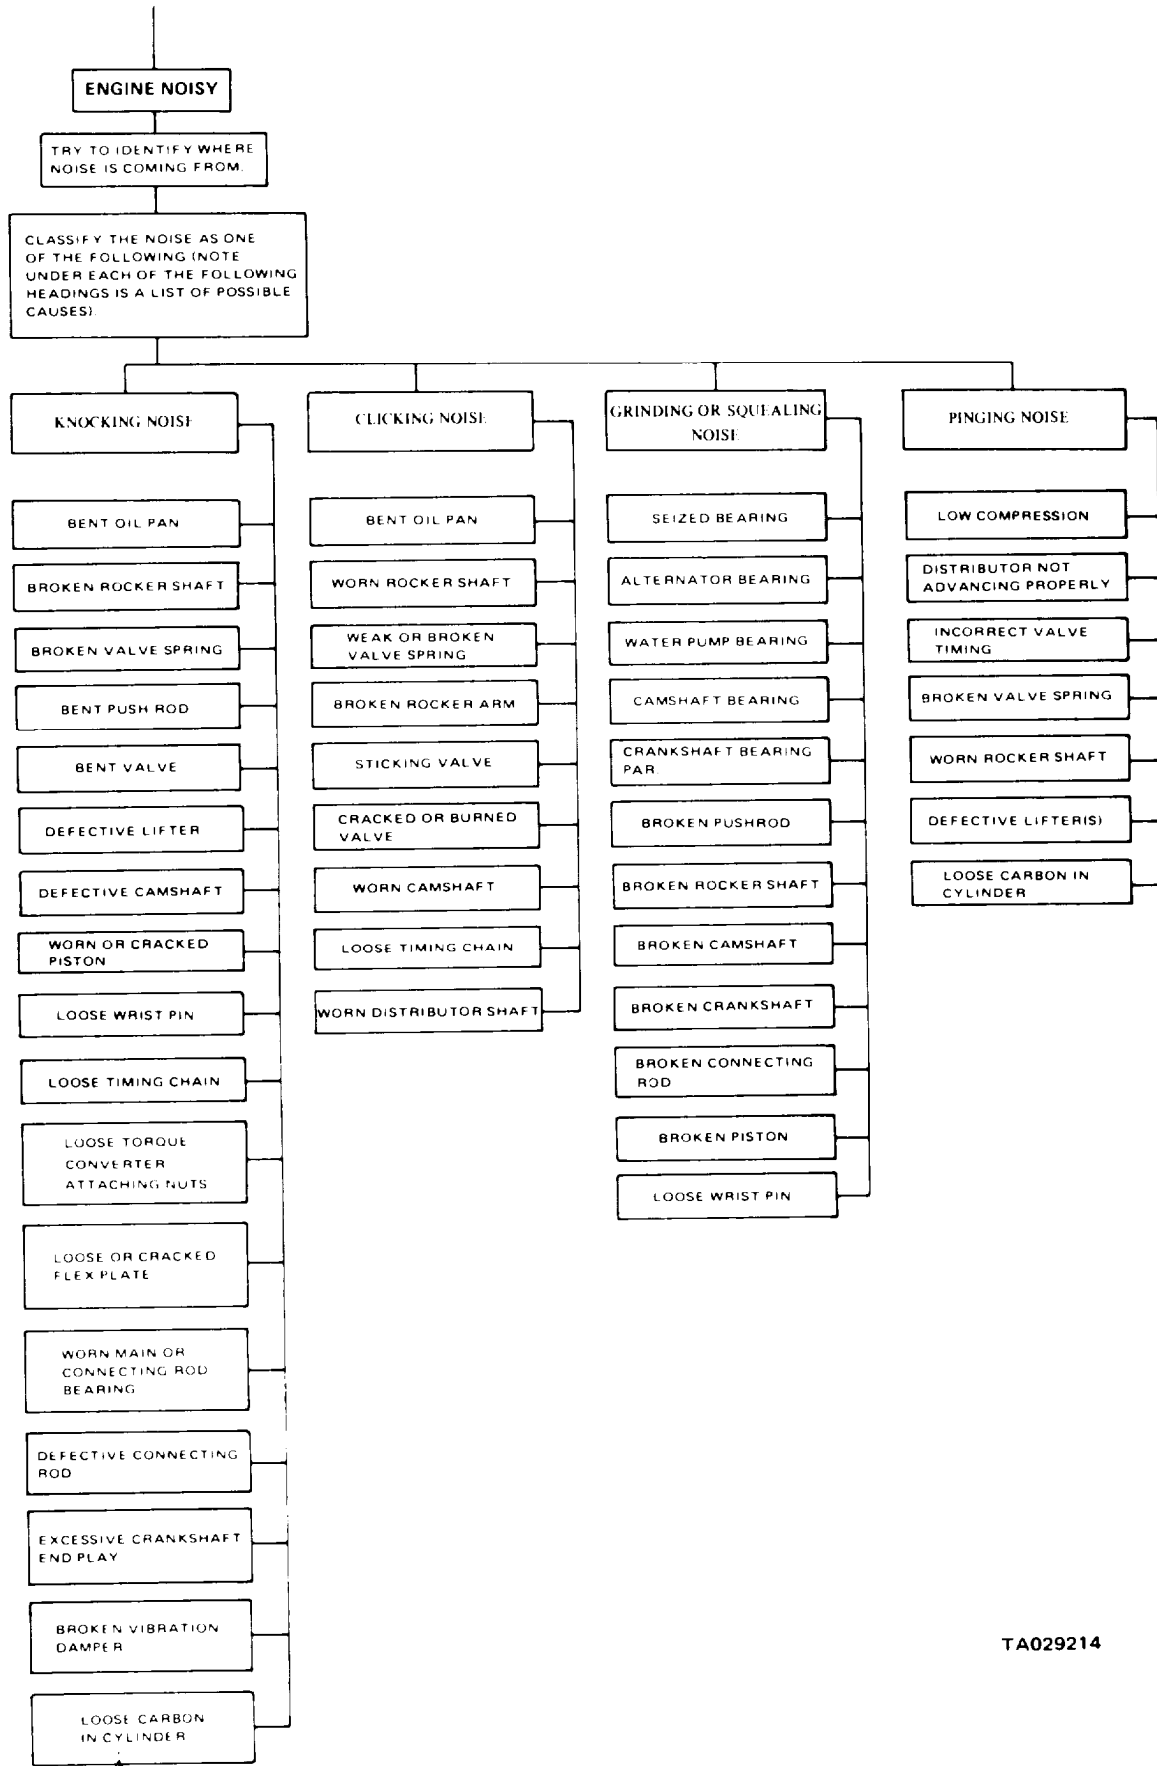 ENGINE NOISY
TRY TO IDENTIFY WHERE
NOISE IS COMING FROM.
CLASSIFY THE NOISE AS ONE
OF THE FOLLOWING (NOTE
UNDER EACH OF THE FOLLOWING
HEADINGS IS A LIST OF POSSIBLE
CAUSES).
KNOCKING NOISE
BENT OIL PAN
BROKEN ROCKER SHAFT
BROKEN VALVE SPRING
BENT PUSH ROD
BENT VALVE
DEFECTIVE LIFTER
DEFECTIVE CAMSHAFT
WORN OR CRACKED
PISTON
LOOSE WRIST PIN
LOOSE TIMING CHAIN
LOOSE TORQUE
CONVERTER
ATTACHING NUTS
LOOSE OR CRACKED
FLEX PLATE
WORN MAIN OR
CONNECTING ROD
BEARING
DEFECTIVE CONNECTING
ROD
EXCESSIVE CRANKSHAFT
END PLAY
BROKEN VIBRATION
DAMPER
LOOSE CARBON
IN CYLINDER
CLICKING NOISE
BENT OIL PAN
WORN ROCKER SHAFT
WEAK OR BROKEN
VALVE SPRING
BROKEN ROCKER ARM
STICKING VALVE
CRACKED OR BURNED
VALVE
WORN CAMSHAFT
LOOSE TIMING CHAIN
WORN DISTRIBUTOR SHAFT
GRINDING OR SQUEALING
NOISE
SEIZED BEARING
ALTERNATOR BEARING
WATER PUMP BEARING
CAMSHAFT BEARING
CRANKSHAFT BEARING
PAR.
BROKEN PUSHROD
BROKEN ROCKER SHAFT
BROKEN CAMSHAFT
BROKEN CRANKSHAFT
BROKEN CONNECTING
ROD
BROKEN PISTON
LOOSE WRIST PIN
PINGING NOISE
LOW COMPRESSION
DISTRIBUTOR NOT
ADVANCING PROPERLY
INCORRECT VALVE
TIMING
BROKEN VALVE SPRING
WORN ROCKER SHAFT
DEFECTIVE LIFTER(S)
LOOSE CARBON IN
CYLINDER
TA029214